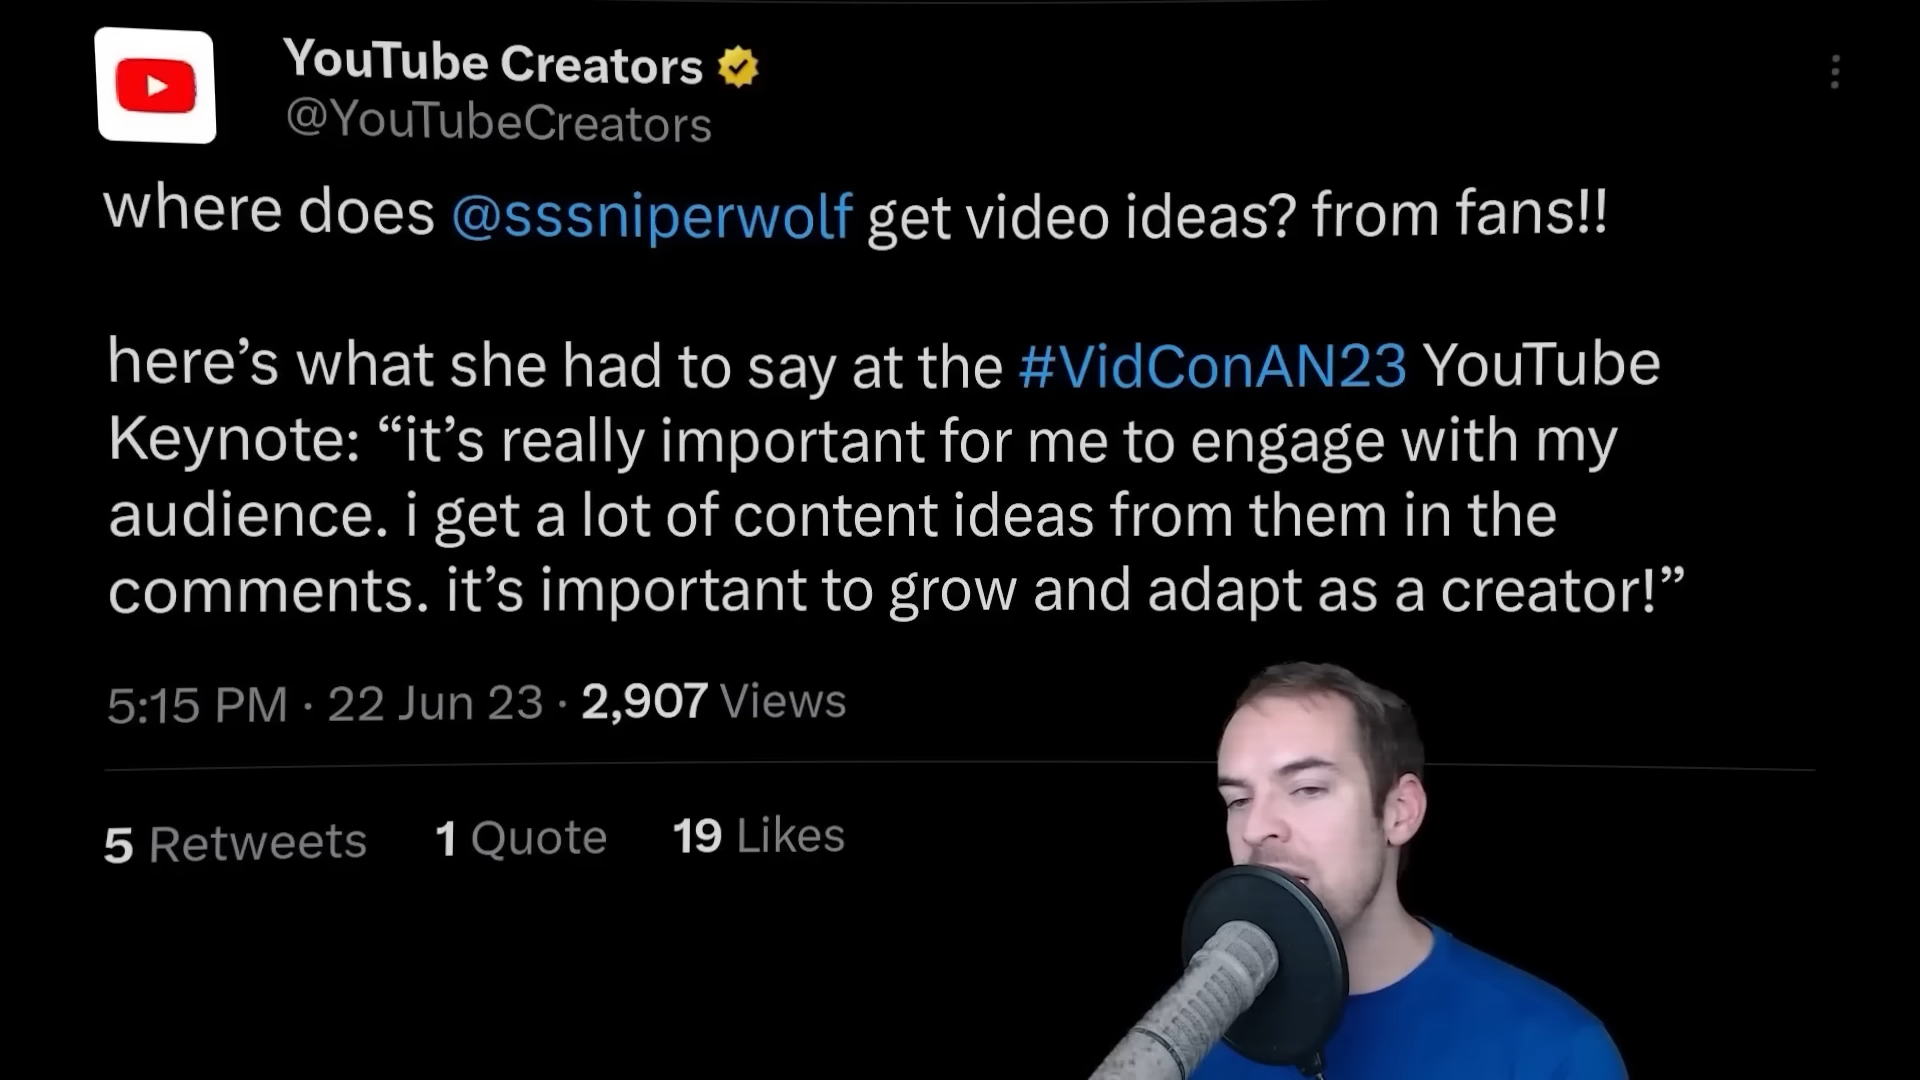 YouTube Creators
@YouTubeCreators
where does @sssniperwolf get video ideas? from fans!!
here’s what she had to say at the #VidConAN23 YouTube
Keynote: “it’s really important for me to engage with my
audience. i get a lot of content ideas from them in the
comments. it’s important to grow and adapt as a creator!”
5:15 PM · 22 Jun 23 · 2,907 Views
5 Retweets 1 Quote 19 Likes